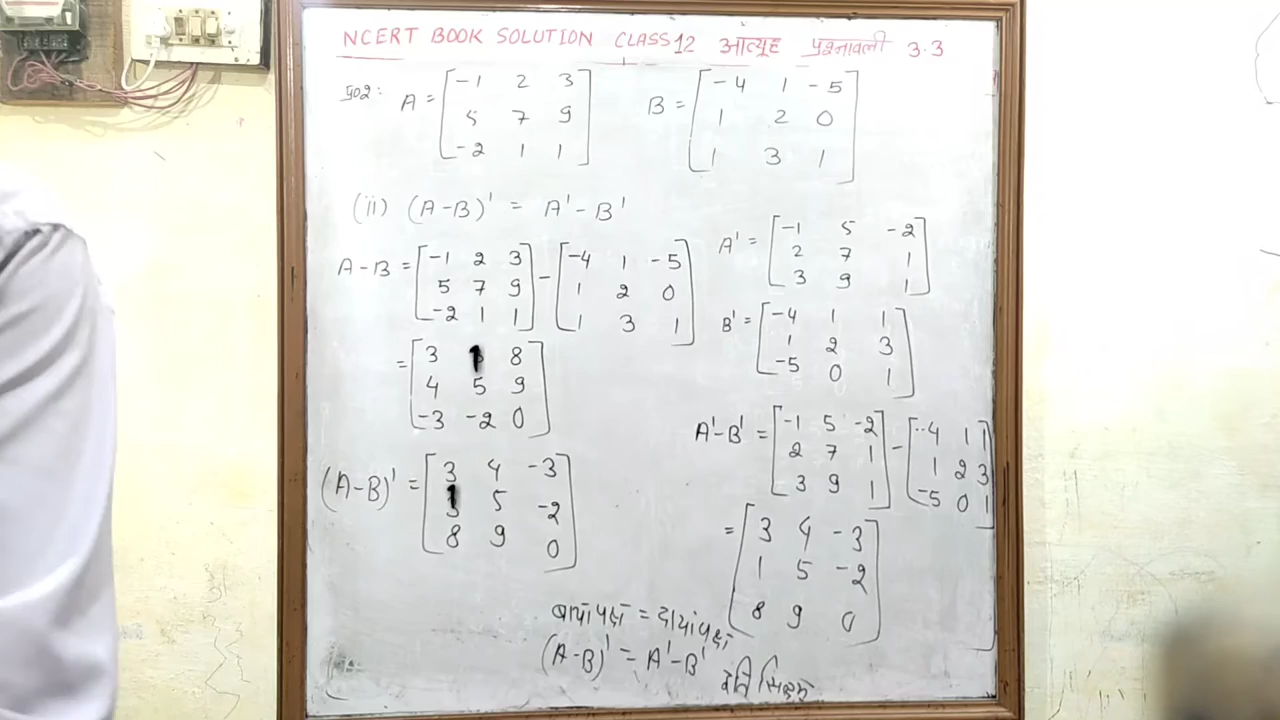 NCERT BOOK SOLUTION CLASS 12 आव्यूह प्रश्नावली 3.3
प्र०2: A = [-1 2 3 B = [-4 1 -5
5 7 9 1 2 0
-2 1 1] 1 3 1]
(ii) (A-B)' = A'-B'
A-B = [-1 2 3 - [-4 1 -5
5 7 9 1 2 0
-2 1 1] 1 3 1]
= [3 1 8
4 5 9
-3 -2 0]
(A-B)' = [3 4 -3
1 5 -2
8 9 0]
A' = [-1 5 -2
2 7 1
3 9 1]
B' = [-4 1 1
1 2 3
-5 0 1]
A'-B' = [-1 5 -2 - [-4 1 1
2 7 1 1 2 3
3 9 1] -5 0 1]
= [3 4 -3
1 5 -2
8 9 0]
बायाँ पक्ष = दायां पक्ष
(A-B)' = A'-B' इति सिद्धम